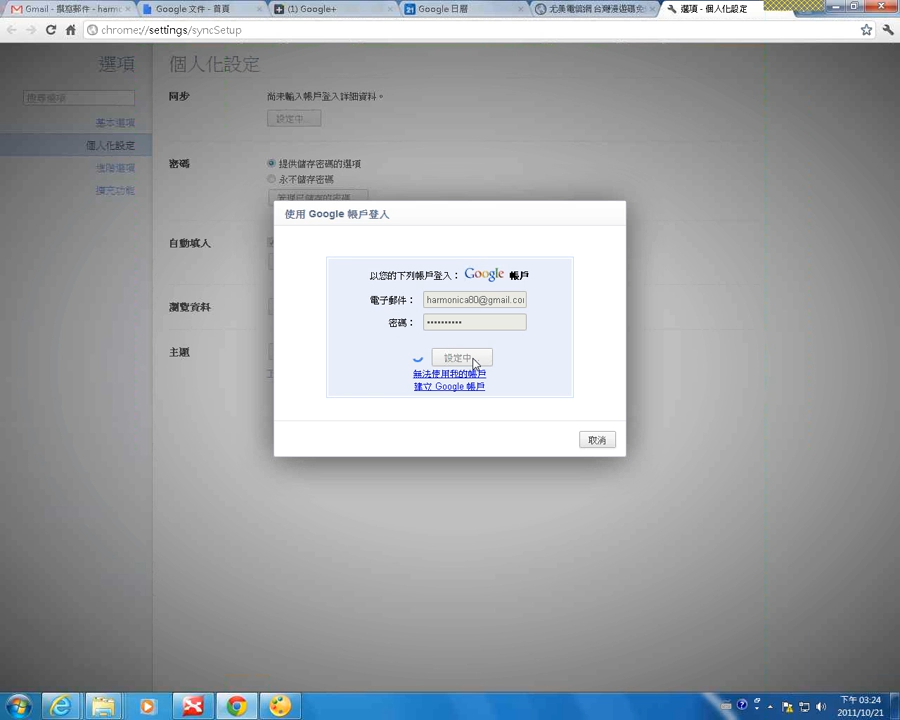 Gmail - 撰寫郵件 - harmo
Google 文件 - 首頁
(1) Google+
21 Google 日曆
尤美電信網 台灣漫遊碼免
選項 - 個人化設定
chrome://settings/syncSetup
選項
個人化設定
搜尋選項
同步
尚未輸入帳戶登入詳細資料。
基本選項
設定中...
個人化設定
密碼
提供儲存密碼的選項
進階選項
永不儲存密碼
擴充功能
使用 Google 帳戶登入
自動填入
以您的下列帳戶登入： Google 帳戶
電子郵件： harmonica80@gmail.co
瀏覽資料
密碼： ••••••••••
主題
設定中...
無法使用我的帳戶
建立 Google 帳戶
取消
下午 03:24
2011/10/21